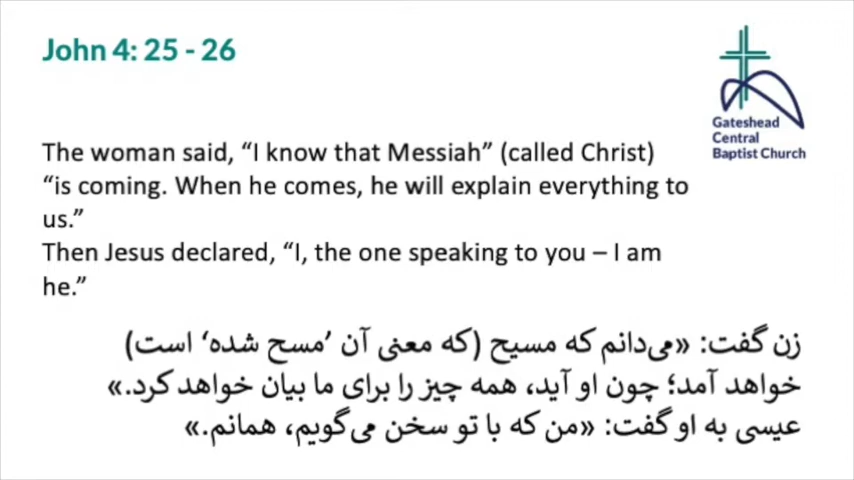 John 4: 25 - 26
Gateshead
Central
Baptist Church
The woman said, “I know that Messiah” (called Christ)
“is coming. When he comes, he will explain everything to
us.”
Then Jesus declared, “I, the one speaking to you – I am
he.”
زن گفت: «می‌دانم که مسیح (که معنی آن ’مسح شده‘ است)
خواهد آمد؛ چون او آید، همه چیز را برای ما بیان خواهد کرد.»
عیسی به او گفت: «من که با تو سخن می‌گویم، همانم.»